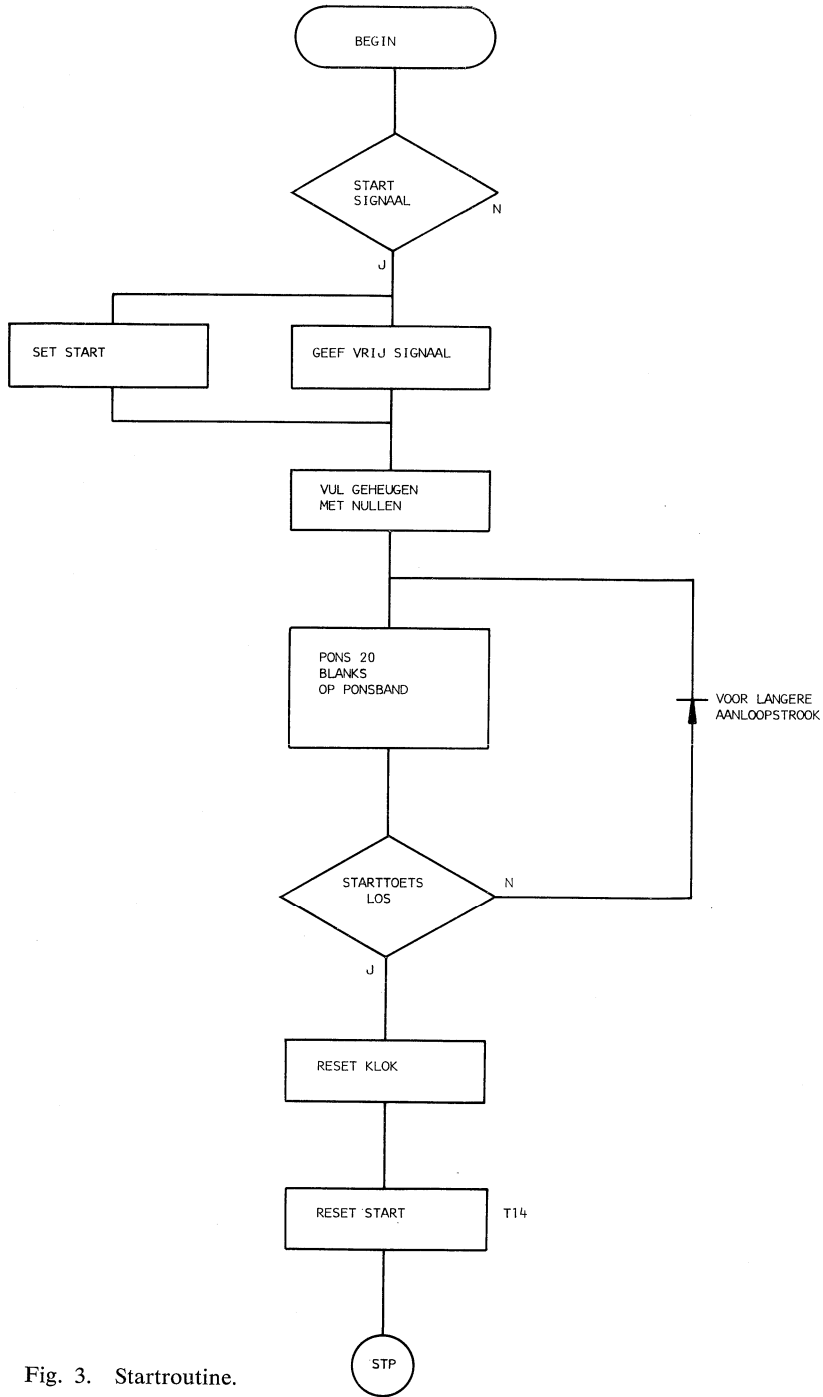 BEGIN
START
SIGNAAL
N
J
SET START
GEEF VRIJ SIGNAAL
VUL GEHEUGEN
MET NULLEN
PONS 20
BLANKS
OP PONSBAND
VOOR LANGERE
AANLOOPSTROOK
STARTTOETS
LOS
N
J
RESET KLOK
RESET START
T14
STP
Fig. 3. Startroutine.